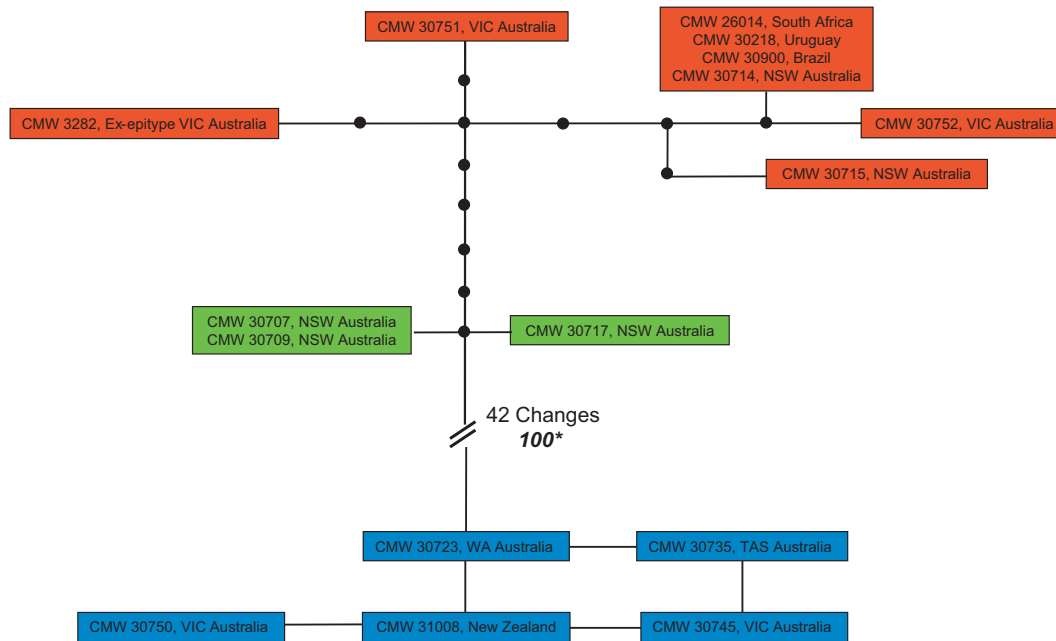 CMW 30751, VIC Australia
CMW 26014, South Africa
CMW 30218, Uruguay
CMW 30900, Brazil
CMW 30714, NSW Australia
CMW 3282, Ex-epitype VIC Australia
CMW 30752, VIC Australia
CMW 30715, NSW Australia
CMW 30707, NSW Australia
CMW 30709, NSW Australia
CMW 30717, NSW Australia
42 Changes
100*
CMW 30723, WA Australia
CMW 30735, TAS Australia
CMW 30750, VIC Australia
CMW 31008, New Zealand
CMW 30745, VIC Australia